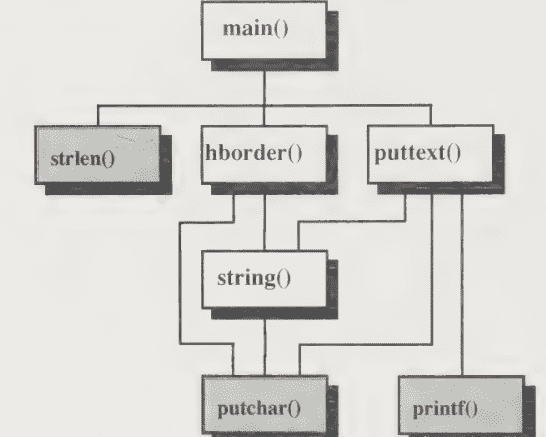 main()
strlen()
hborder()
puttext()
string()
putchar()
printf()